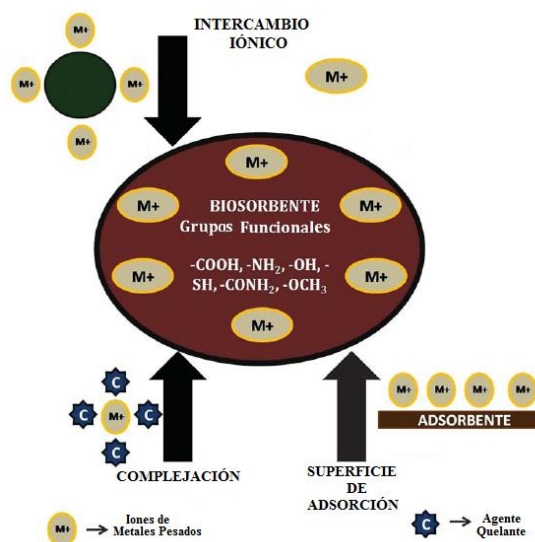 INTERCAMBIO
IÓNICO
M+
M+
M+
M+
M+
M+
M+
M+
BIOSORBENTE
Grupos Funcionales
M+
M+
-COOH, -NH₂, -OH, -
SH, -CONH₂, -OCH₃
M+
M+
C
C
M+
C
C
M+
M+
M+
M+
ADSORBENTE
COMPLEJACIÓN
SUPERFICIE
DE
ADSORCIÓN
M+
Iones de
Metales Pesados
C
Agente
Quelante